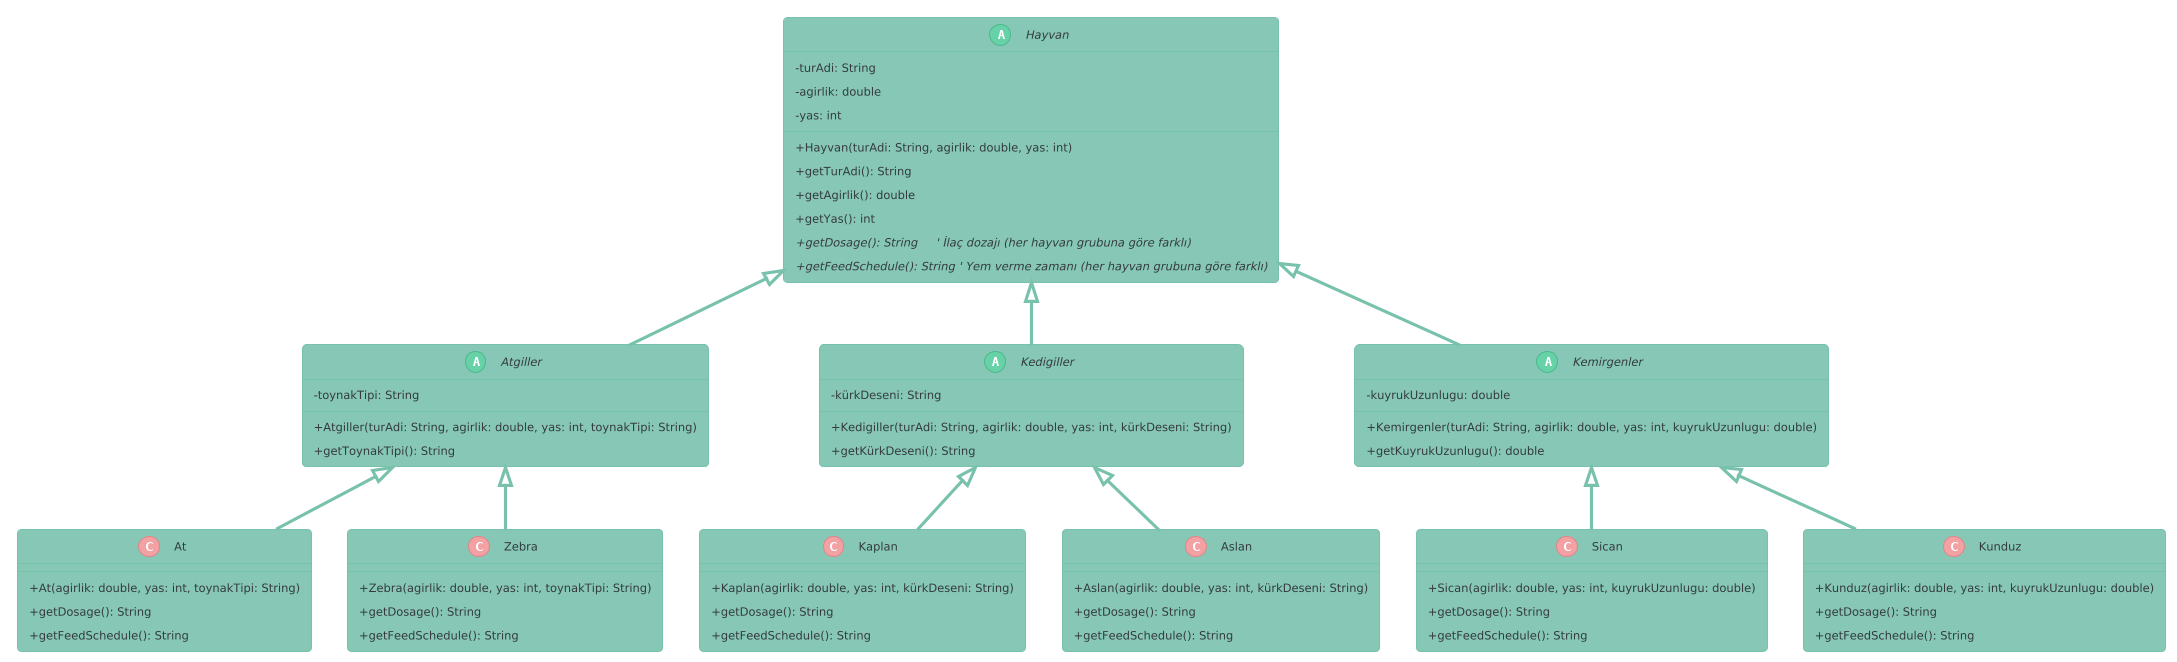 A Hayvan
-turAdi: String
-agirlik: double
-yas: int
+Hayvan(turAdi: String, agirlik: double, yas: int)
+getTurAdi(): String
+getAgirlik(): double
+getYas(): int
+getDosage(): String ' İlaç dozajı (her hayvan grubuna göre farklı)
+getFeedSchedule(): String ' Yem verme zamanı (her hayvan grubuna göre farklı)
A Atgiller
-toynakTipi: String
+Atgiller(turAdi: String, agirlik: double, yas: int, toynakTipi: String)
+getToynakTipi(): String
A Kedigiller
-kürkDeseni: String
+Kedigiller(turAdi: String, agirlik: double, yas: int, kürkDeseni: String)
+getKürkDeseni(): String
A Kemirgenler
-kuyrukUzunlugu: double
+Kemirgenler(turAdi: String, agirlik: double, yas: int, kuyrukUzunlugu: double)
+getKuyrukUzunlugu(): double
C At
+At(agirlik: double, yas: int, toynakTipi: String)
+getDosage(): String
+getFeedSchedule(): String
C Zebra
+Zebra(agirlik: double, yas: int, toynakTipi: String)
+getDosage(): String
+getFeedSchedule(): String
C Kaplan
+Kaplan(agirlik: double, yas: int, kürkDeseni: String)
+getDosage(): String
+getFeedSchedule(): String
C Aslan
+Aslan(agirlik: double, yas: int, kürkDeseni: String)
+getDosage(): String
+getFeedSchedule(): String
C Sican
+Sican(agirlik: double, yas: int, kuyrukUzunlugu: double)
+getDosage(): String
+getFeedSchedule(): String
C Kunduz
+Kunduz(agirlik: double, yas: int, kuyrukUzunlugu: double)
+getDosage(): String
+getFeedSchedule(): String